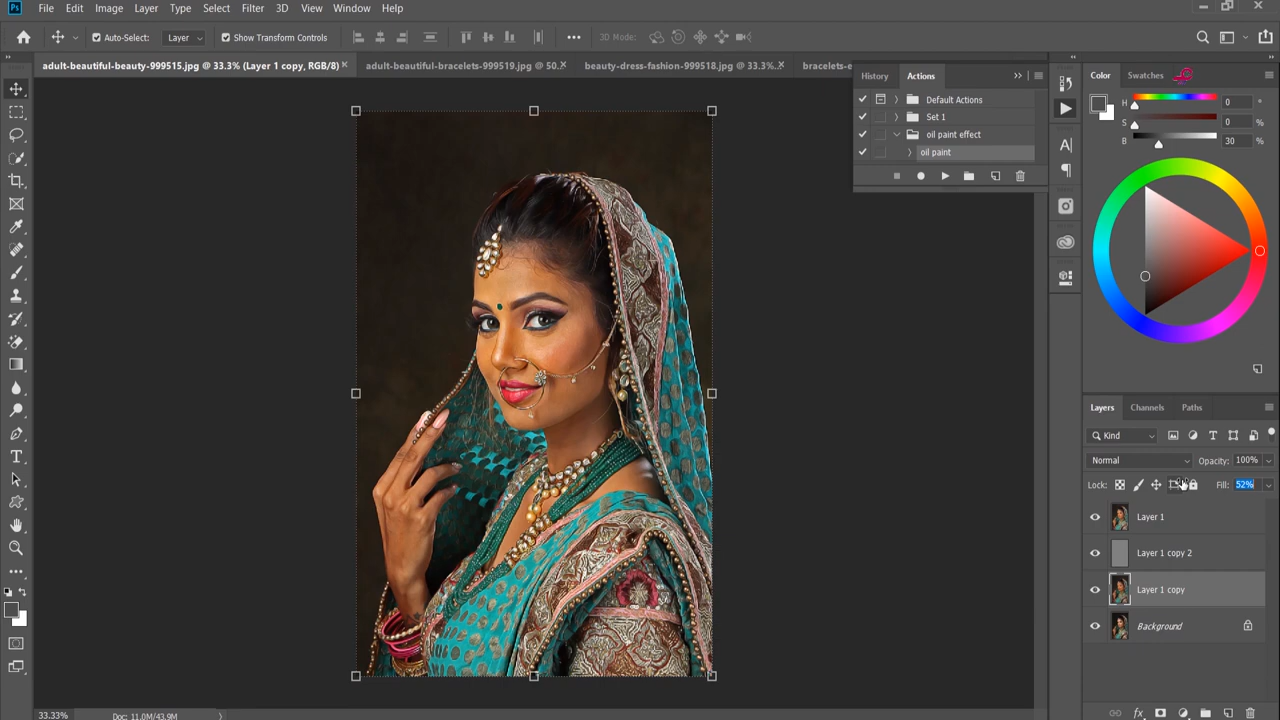 Ps File Edit Image Layer Type Select Filter 3D View Window Help
Auto-Select: Layer Show Transform Controls 3D Mode:
adult-beautiful-beauty-999515.jpg @ 33.3% (Layer 1 copy, RGB/8) adult-beautiful-bracelets-999519.jpg @ 50.. beauty-dress-fashion-999518.jpg @ 33.3%.. bracelets-e
History Actions
Default Actions
Set 1
oil paint effect
oil paint
Color Swatches
H 0 °
S 0 %
B 30 %
Layers Channels Paths
Kind
Normal Opacity: 100%
Lock: Fill: 52%
Layer 1
Layer 1 copy 2
Layer 1 copy
Background
33.33% Doc: 11.0M/43.9M